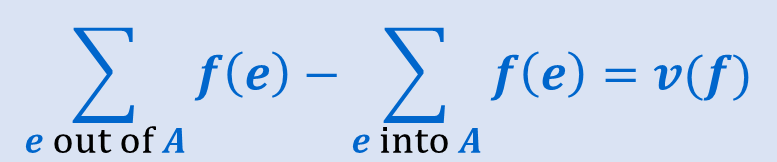 ∑ f(e) − ∑ f(e) = v(f)
e out of A e into A